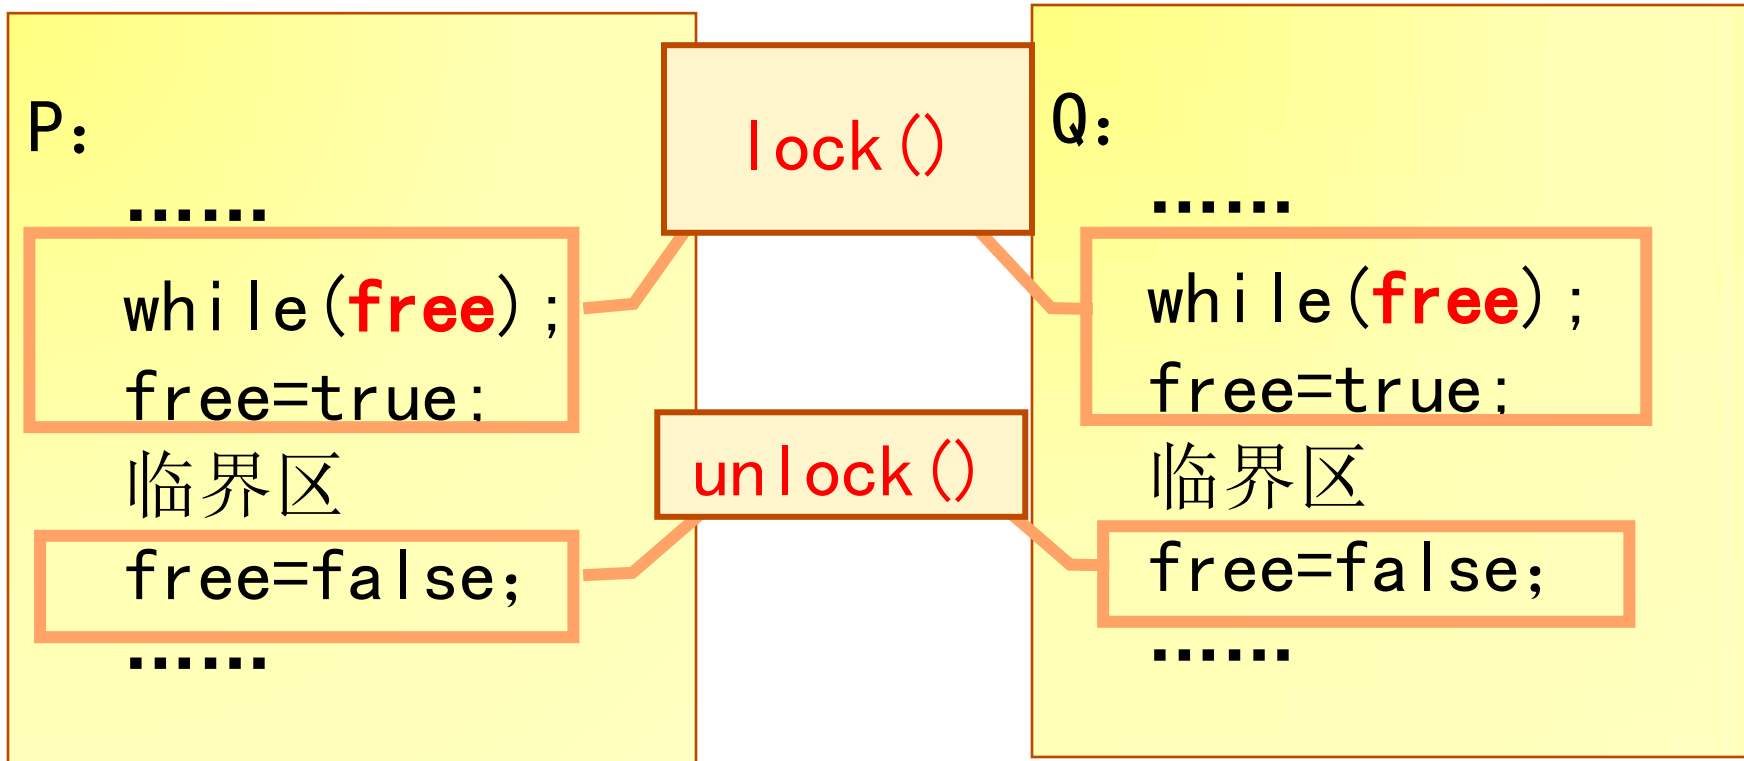 P:
......
while(free);
free=true;
临界区
free=false;
......
lock()
unlock()
Q:
......
while(free);
free=true;
临界区
free=false;
......